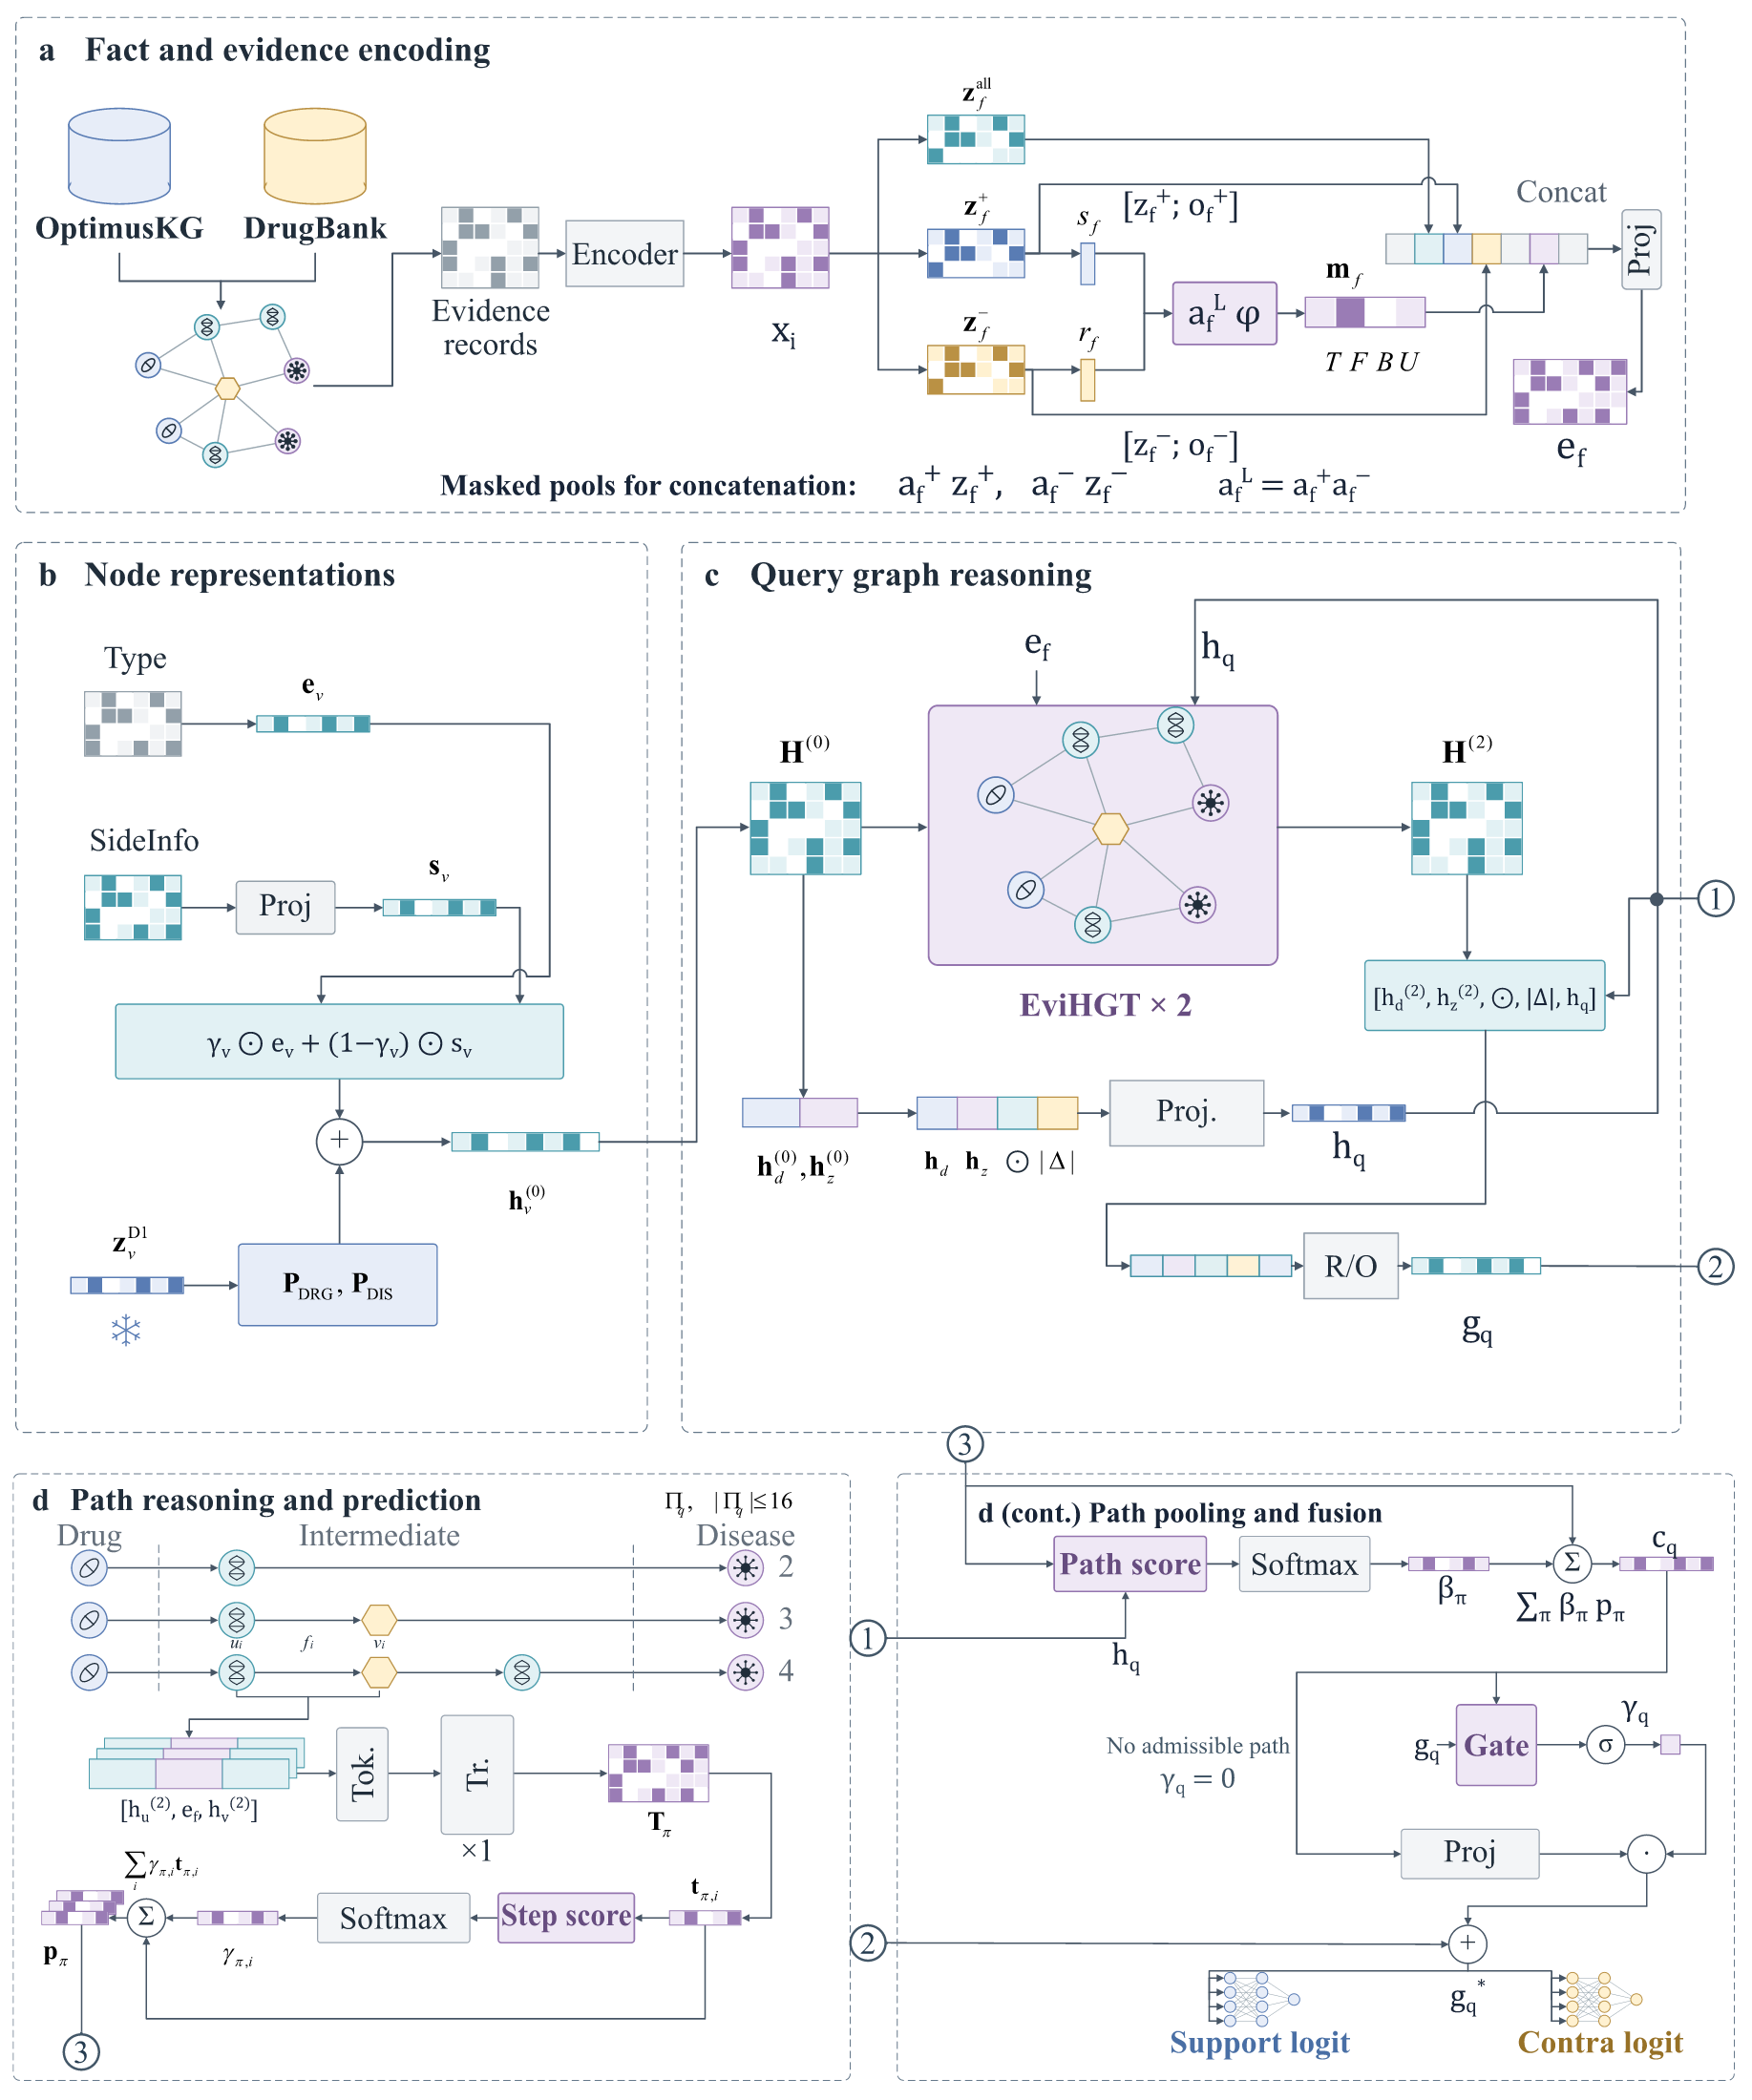 a Fact and evidence encoding
OptimusKG
DrugBank
Evidence
records
Encoder
xᵢ
z_f^all
z_f^+
z_f^−
[z_f^+; o_f^+]
[z_f^−; o_f^−]
s_f
r_f
a_f^L φ
m_f
T F B U
Concat
Proj
e_f
Masked pools for concatenation: a_f^+ z_f^+, a_f^− z_f^− a_f^L = a_f^+ a_f^−
b Node representations
Type
e_v
SideInfo
Proj
s_v
γ_v ⊙ e_v + (1−γ_v) ⊙ s_v
+
h_v^(0)
z_v^D1
P_DRG, P_DIS
c Query graph reasoning
e_f
h_q
H^(0)
H^(2)
EviHGT × 2
1
[h_d^(2), h_z^(2), ⊙, |Δ|, h_q]
h_d^(0), h_z^(0)
h_d h_z ⊙ |Δ|
Proj.
h_q
R/O
g_q
2
3
d Path reasoning and prediction
Π_q, |Π_q|≤16
Drug
Intermediate
Disease
2
3
u_i f_i v_i
4
[h_u^(2), e_f, h_v^(2)]
Tok.
Tr.
×1
T_π
t_π,i
Step score
Softmax
γ_π,i
Σ
∑_i γ_π,i t_π,i
p_π
3
d (cont.) Path pooling and fusion
Path score
Softmax
β_π
Σ
∑_π β_π p_π
c_q
1
h_q
No admissible path
γ_q = 0
g_q
Gate
σ
γ_q
Proj
·
2
+
g_q^*
Support logit
Contra logit